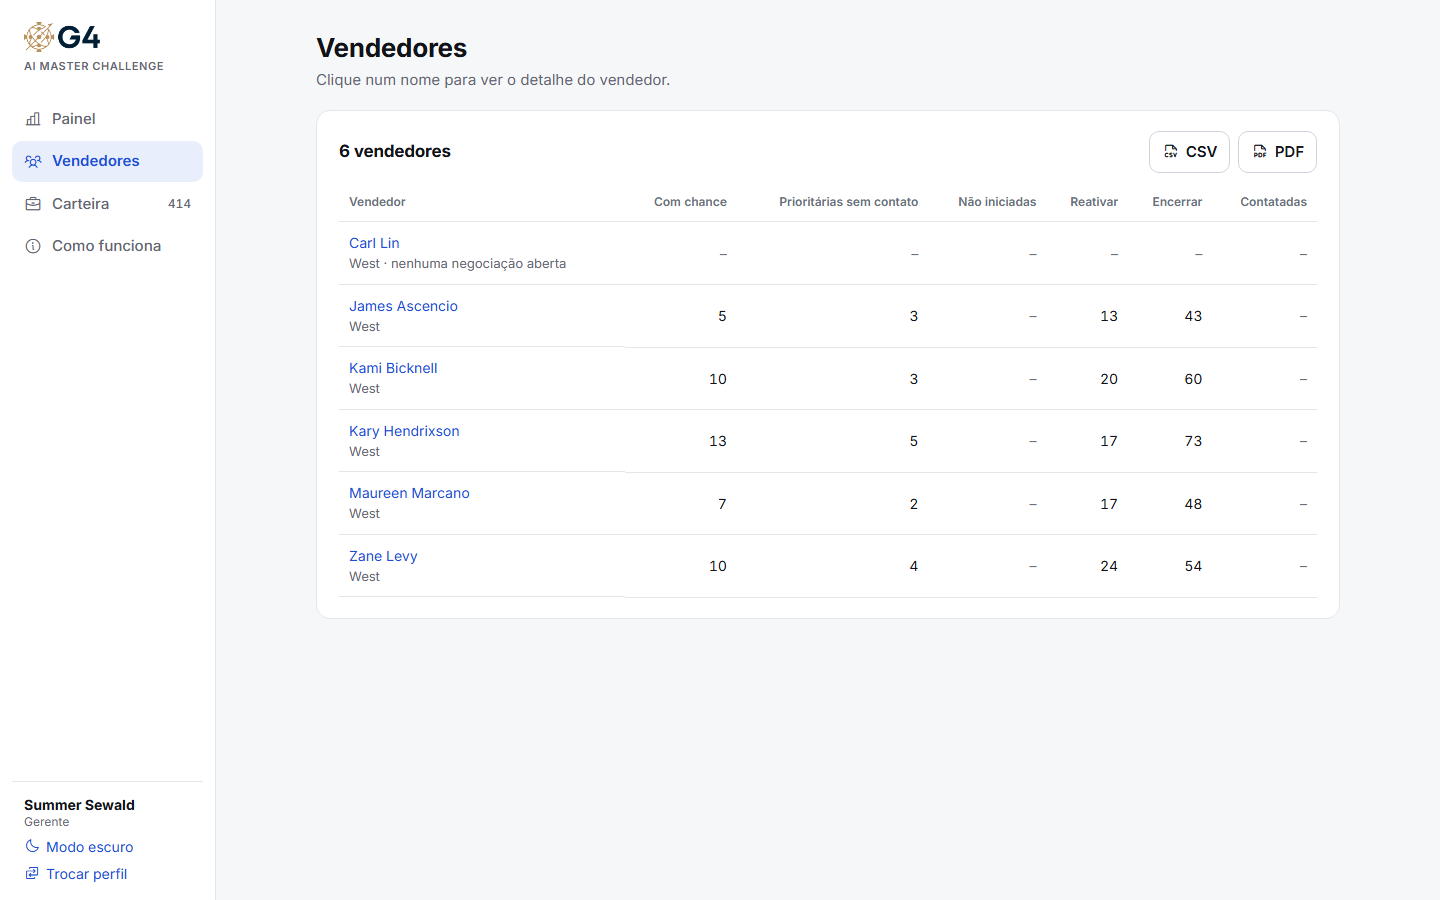 G4
AI MASTER CHALLENGE
Painel
Vendedores
Carteira 414
Como funciona
Summer Sewald
Gerente
Modo escuro
Trocar perfil
Vendedores
Clique num nome para ver o detalhe do vendedor.
6 vendedores
CSV CSV
PDF PDF
Vendedor Com chance Prioritárias sem contato Não iniciadas Reativar Encerrar Contatadas
Carl Lin
West · nenhuma negociação aberta
– – – – – –
James Ascencio
West
5 3 – 13 43 –
Kami Bicknell
West
10 3 – 20 60 –
Kary Hendrixson
West
13 5 – 17 73 –
Maureen Marcano
West
7 2 – 17 48 –
Zane Levy
West
10 4 – 24 54 –